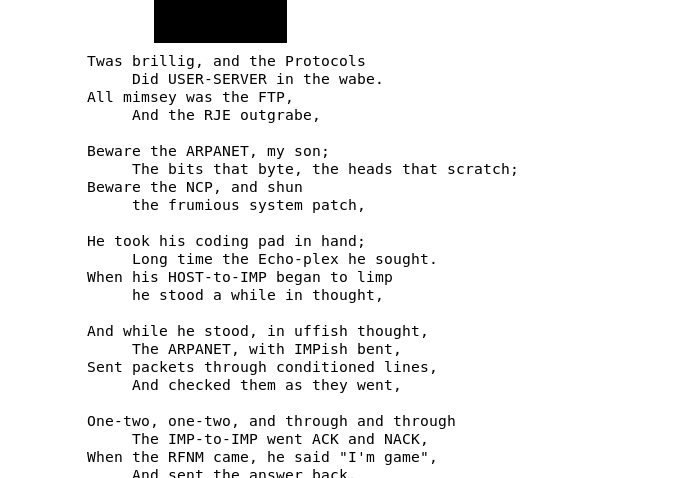 Twas brillig, and the Protocols
Did USER-SERVER in the wabe.
All mimsey was the FTP,
And the RJE outgrabe,
Beware the ARPANET, my son;
The bits that byte, the heads that scratch;
Beware the NCP, and shun
the frumious system patch,
He took his coding pad in hand;
Long time the Echo-plex he sought.
When his HOST-to-IMP began to limp
he stood a while in thought,
And while he stood, in uffish thought,
The ARPANET, with IMPish bent,
Sent packets through conditioned lines,
And checked them as they went,
One-two, one-two, and through and through
The IMP-to-IMP went ACK and NACK,
When the RFNM came, he said "I'm game",
And sent the answer back.